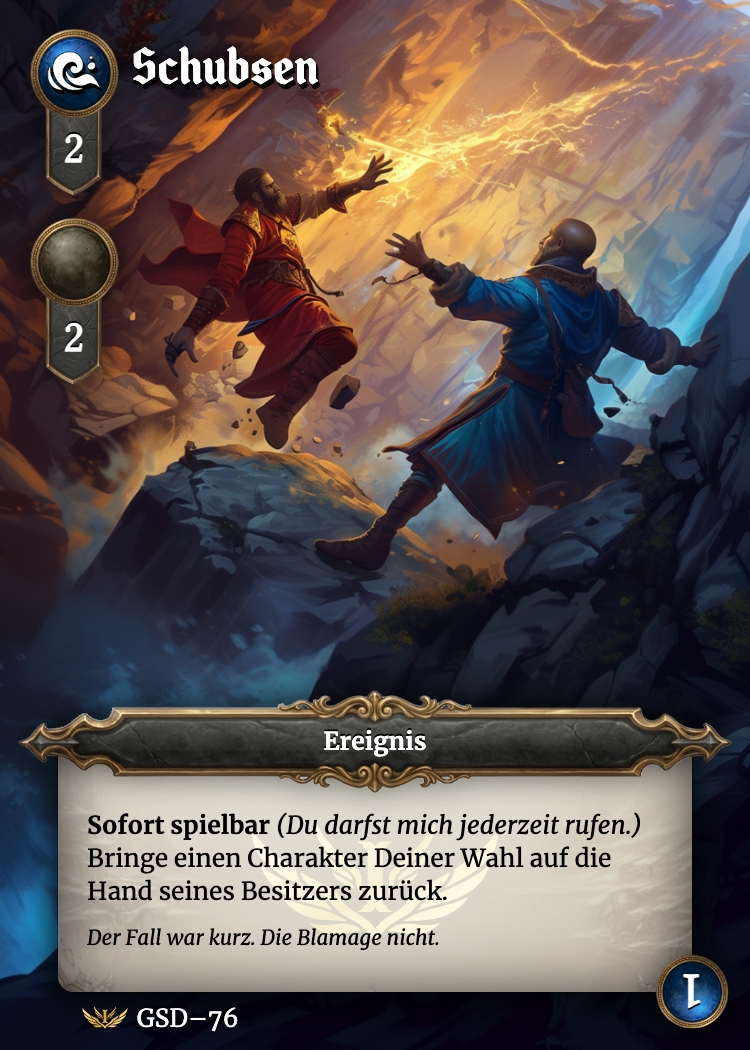 Schubsen
2
2
Ereignis
Sofort spielbar (Du darfst mich jederzeit rufen.)
Bringe einen Charakter Deiner Wahl auf die
Hand seines Besitzers zurück.
Der Fall war kurz. Die Blamage nicht.
1
GSD–76